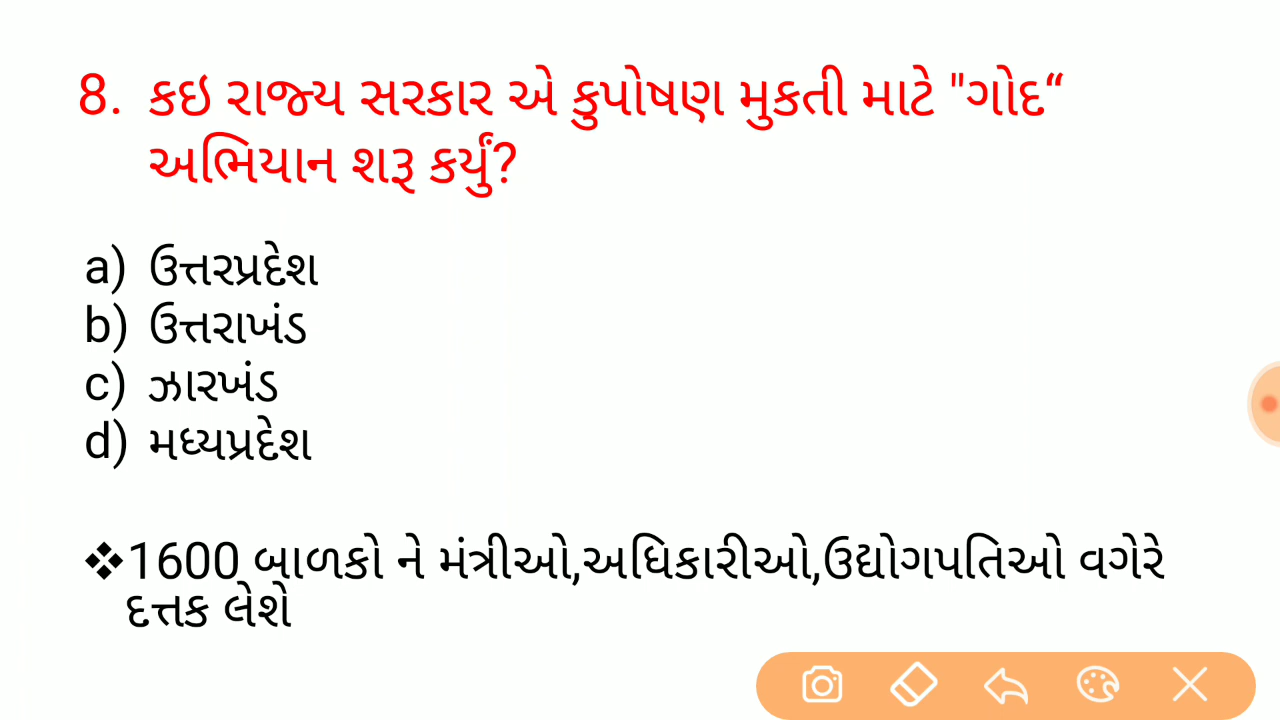 8. કઇ રાજ્ય સરકાર એ કુપોષણ મુકતી માટે "ગોદ“
અભિયાન શરૂ કર્યું?
a) ઉત્તરપ્રદેશ
b) ઉત્તરાખંડ
c) ઝારખંડ
d) મધ્યપ્રદેશ
❖1600 બાળકો ને મંત્રીઓ,અધિકારીઓ,ઉદ્યોગપતિઓ વગેરે
દત્તક લેશે